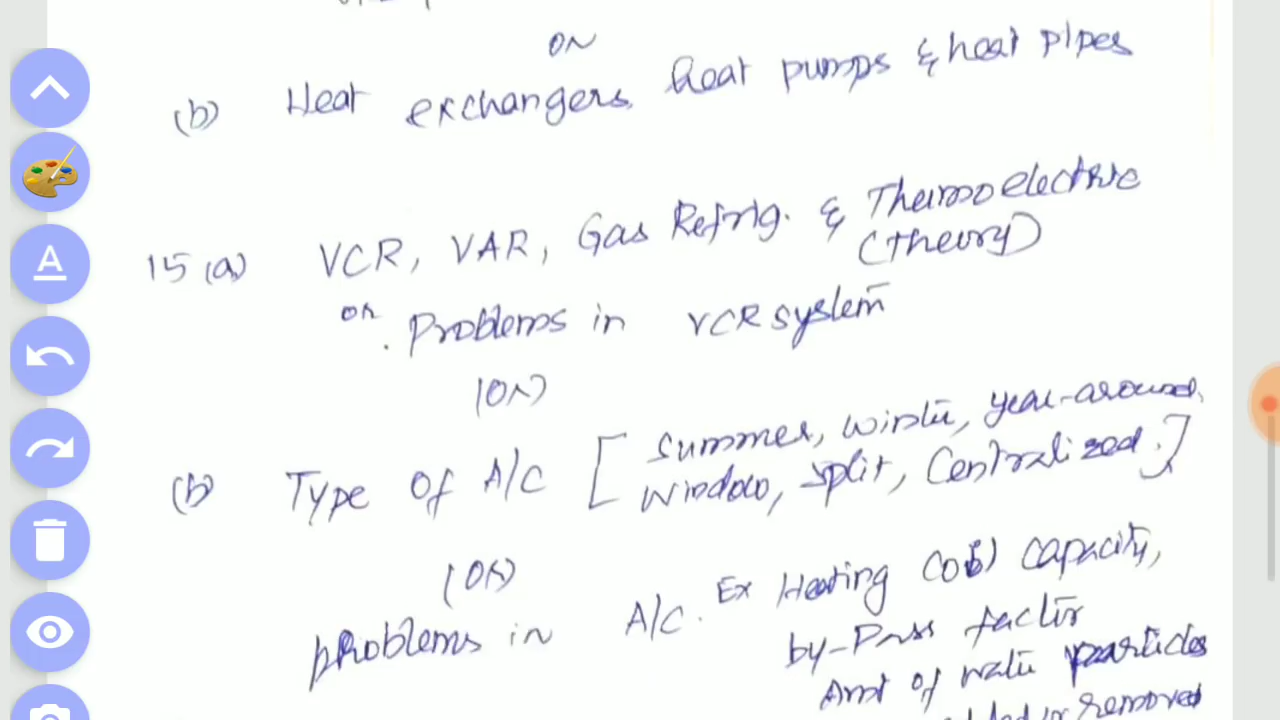 OR
(b) Heat exchangers, heat pumps & heat pipes
15 (a) VCR, VAR, Gas Refrig. & Thermoelectric
(theory)
or
Problems in VCR system
(OR)
(b) Type of A/C [ summer, winter, year-around,
window, split, Centralized. ]
(OR)
problems in A/C. Ex Heating coil capacity,
by-Pass factor
Amt of water particles
removed
A